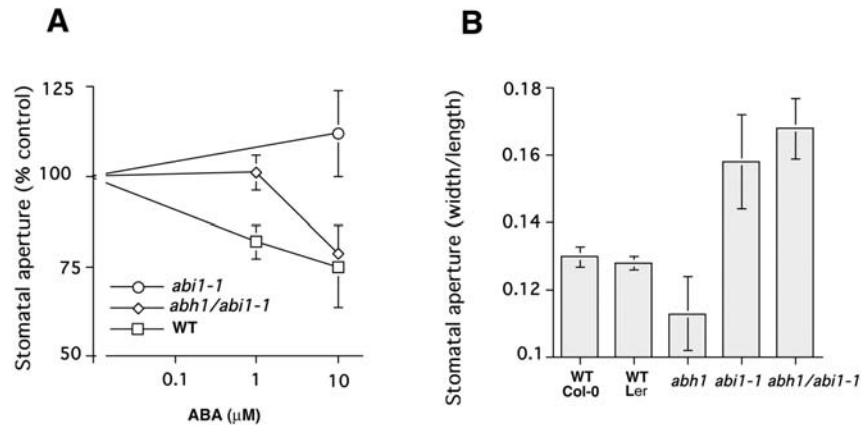 A
Stomatal aperture (% control)
125
100
75
50
abi1-1
abh1/abi1-1
WT
0.1
1
10
ABA (μM)
B
Stomatal aperture (width/length)
0.18
0.16
0.14
0.12
0.1
WT
Col-0
WT
Ler
abh1
abi1-1
abh1/abi1-1